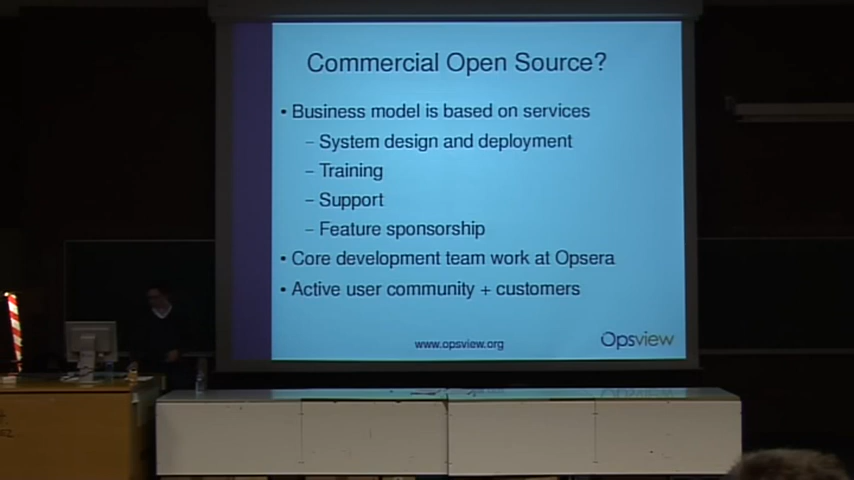 Commercial Open Source?
• Business model is based on services
– System design and deployment
– Training
– Support
– Feature sponsorship
• Core development team work at Opsera
• Active user community + customers
www.opsview.org
Opsview